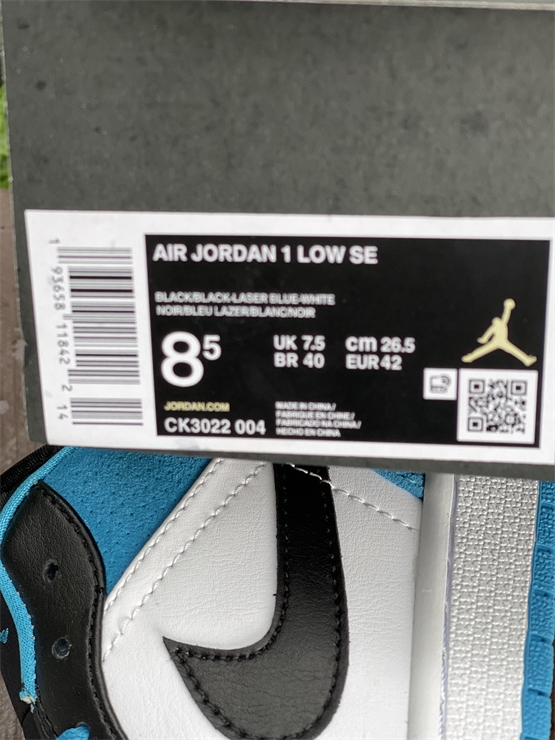 AIR JORDAN 1 LOW SE
BLACK/BLACK-LASER BLUE-WHITE
NOIR/BLEU LAZER/BLANC/NOIR
8⁵
UK 7.5 cm 26.5
BR 40 EUR 42
JORDAN.COM
CK3022 004
MADE IN CHINA /
FABRIQUE EN CHINE /
FABRICADO NA CHINA /
HECHO EN CHINA
1 93658 11842 2 14